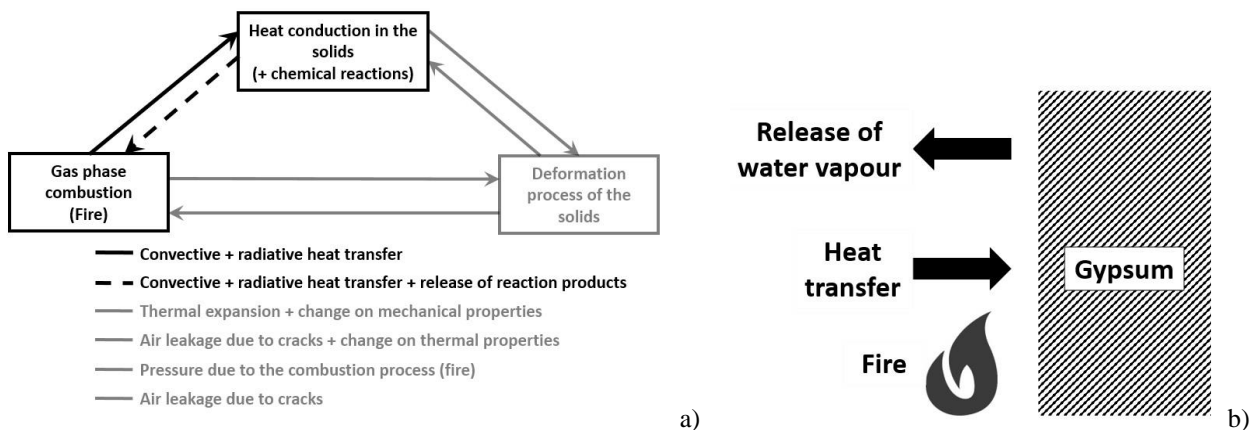 Heat conduction in the
solids
(+ chemical reactions)
Gas phase
combustion
(Fire)
Deformation
process of the
solids
Convective + radiative heat transfer
Convective + radiative heat transfer + release of reaction products
Thermal expansion + change on mechanical properties
Air leakage due to cracks + change on thermal properties
Pressure due to the combustion process (fire)
Air leakage due to cracks
a)
Release of
water vapour
Heat
transfer
Gypsum
Fire
b)